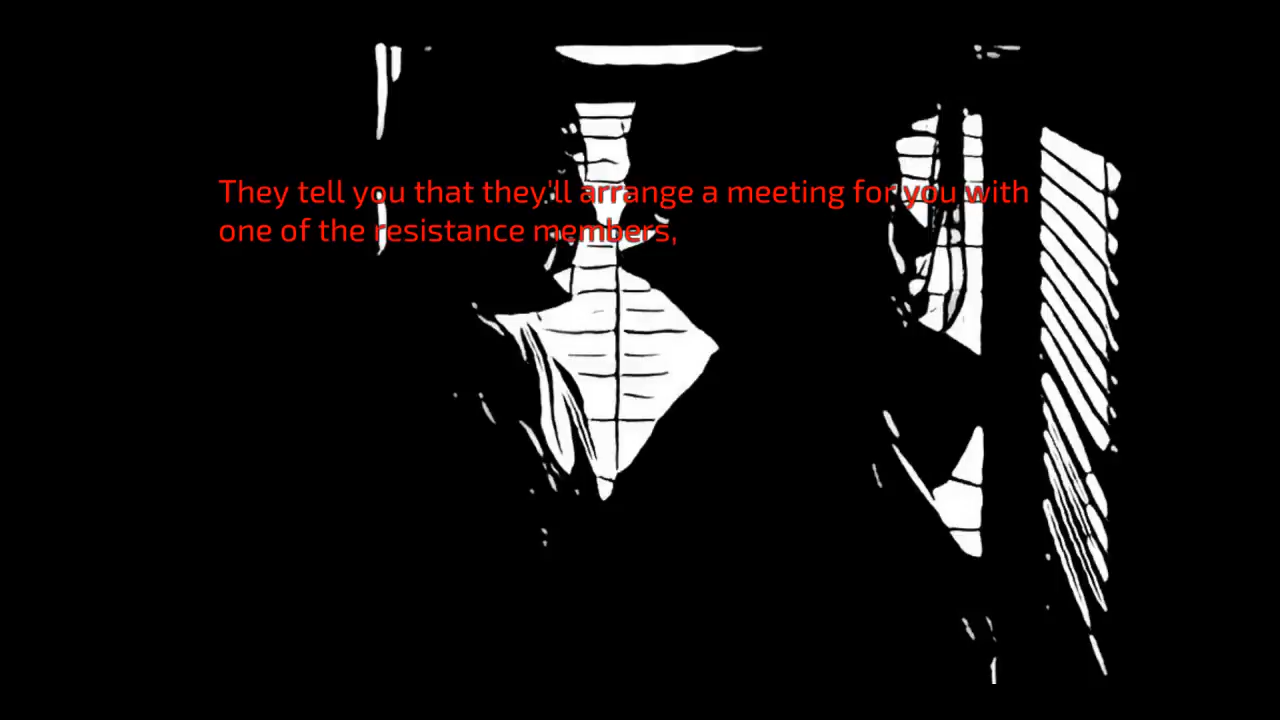 They tell you that they'll arrange a meeting for you with
one of the resistance members,